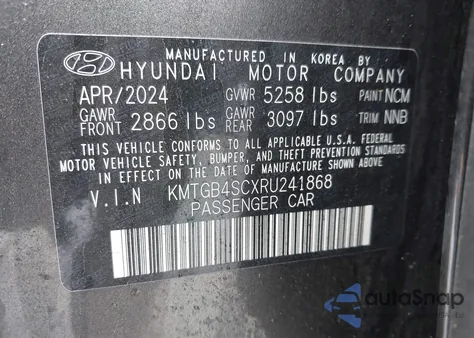 MANUFACTURED IN KOREA BY
HYUNDAI MOTOR COMPANY
APR/2024 GVWR 5258 lbs PAINT NCM
GAWR FRONT 2866 lbs GAWR REAR 3097 lbs TRIM NNB
THIS VEHICLE CONFORMS TO ALL APPLICABLE U.S.A. FEDERAL
MOTOR VEHICLE SAFETY, BUMPER, AND THEFT PREVENTION STANDARDS
IN EFFECT ON THE DATE OF MANUFACTURE SHOWN ABOVE.
V.I.N KMTGB4SCXRU241868
PASSENGER CAR
autoSnap